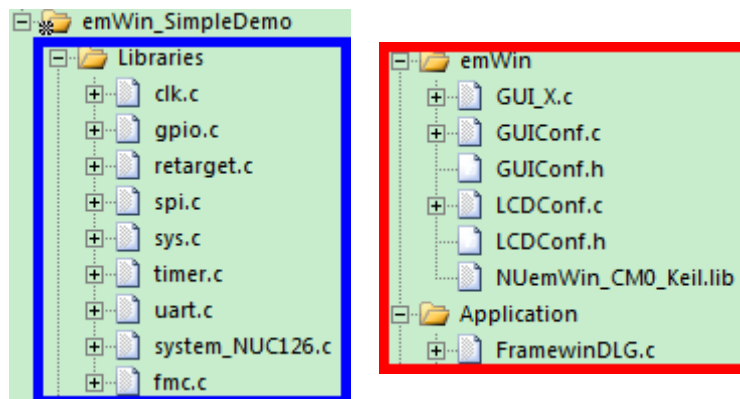 emWin_SimpleDemo
Libraries
clk.c
gpio.c
retarget.c
spi.c
sys.c
timer.c
uart.c
system_NUC126.c
fmc.c
emWin
GUI_X.c
GUIConf.c
GUIConf.h
LCDConf.c
LCDConf.h
NUemWin_CM0_Keil.lib
Application
FramewinDLG.c